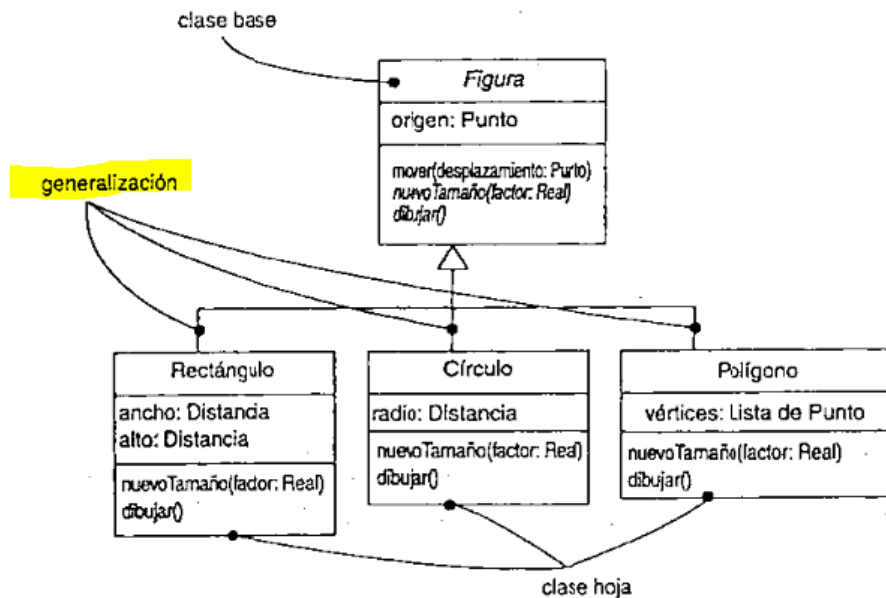 clase base
Figura
origen: Punto
mover(desplazamiento: Punto)
nuevoTamaño(factor: Real)
dibujar()
generalización
Rectángulo
ancho: Distancia
alto: Distancia
nuevoTamaño(factor: Real)
dibujar()
Círculo
radio: Distancia
nuevoTamaño(factor: Real)
dibujar()
Polígono
vértices: Lista de Punto
nuevoTamaño(factor: Real)
dibujar()
clase hoja